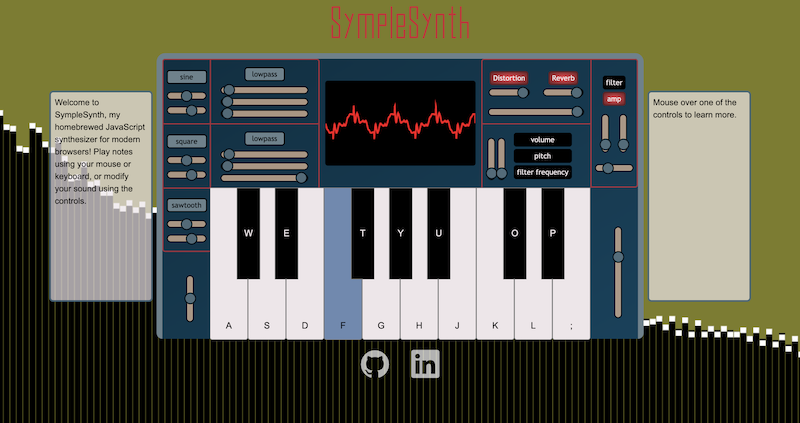 SympleSynth
Welcome to
SympleSynth, my
homebrewed JavaScript
synthesizer for modern
browsers! Play notes
using your mouse or
keyboard, or modify
your sound using the
controls.
sine
lowpass
square
lowpass
sawtooth
Distortion
Reverb
filter
amp
volume
pitch
filter frequency
Mouse over one of the
controls to learn more.
W E T Y U O P
A S D F G H J K L ;
in